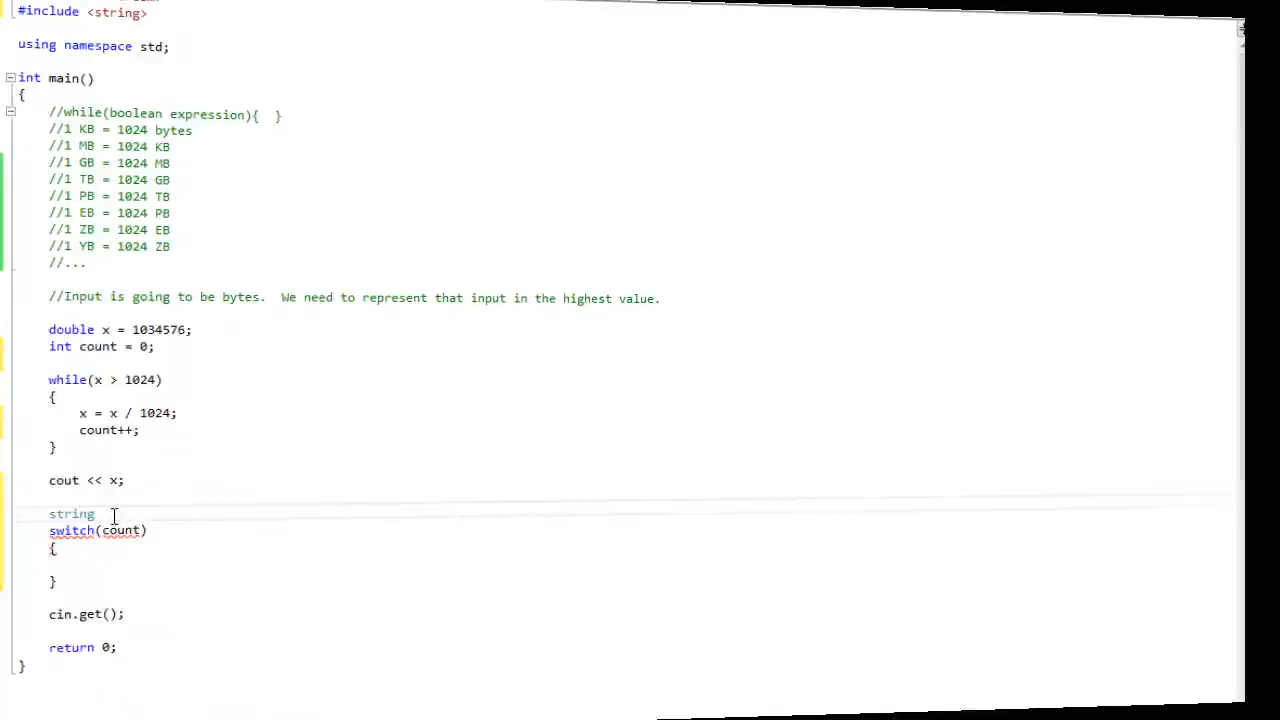 #include <string>
using namespace std;
int main()
{
//while(boolean expression){  }
//1 KB = 1024 bytes
//1 MB = 1024 KB
//1 GB = 1024 MB
//1 TB = 1024 GB
//1 PB = 1024 TB
//1 EB = 1024 PB
//1 ZB = 1024 EB
//1 YB = 1024 ZB
//...
//Input is going to be bytes.  We need to represent that input in the highest value.
double x = 1034576;
int count = 0;
while(x > 1024)
{
x = x / 1024;
count++;
}
cout << x;
string
switch(count)
{
}
cin.get();
return 0;
}